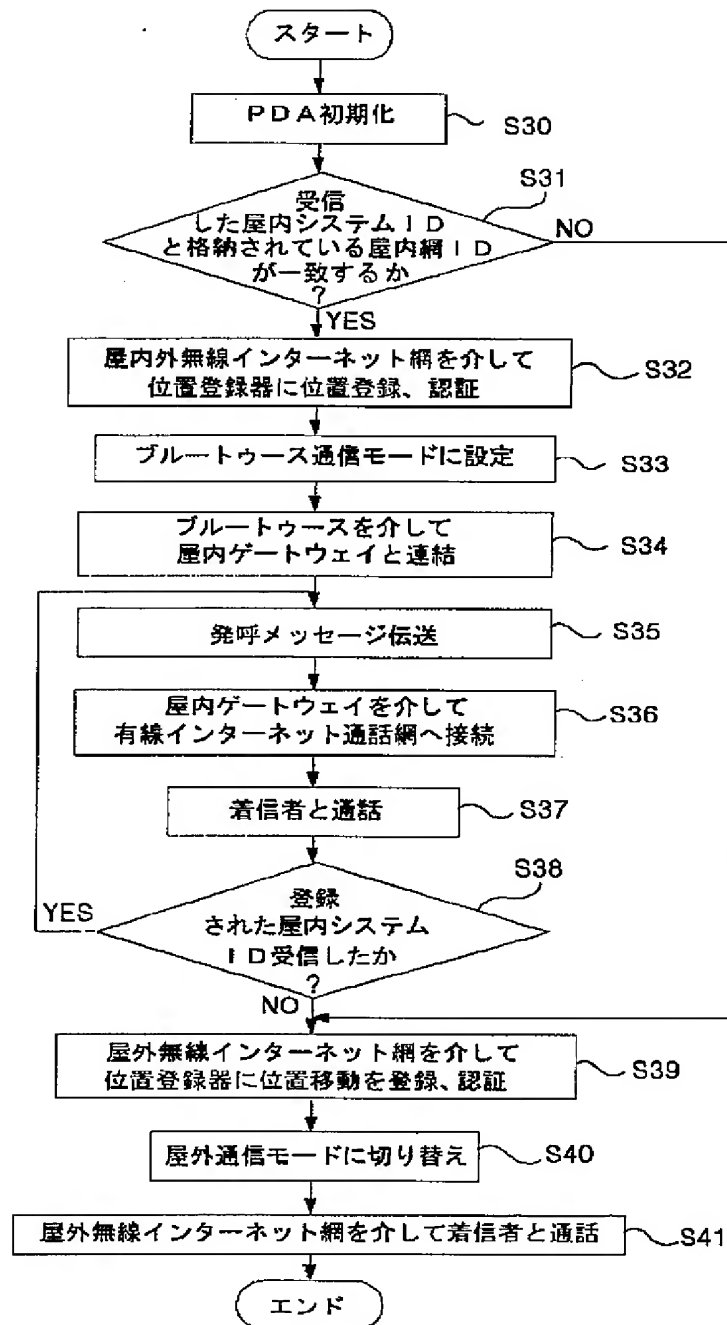 スタート
PDA初期化
S30
S31
受信
した屋内システムID
と格納されている屋内網ID
が一致するか
?
NO
YES
屋内外無線インターネット網を介して
位置登録器に位置登録、認証
S32
ブルートゥース通信モードに設定
S33
ブルートゥースを介して
屋内ゲートウェイと連結
S34
発呼メッセージ伝送
S35
屋内ゲートウェイを介して
有線インターネット通話網へ接続
S36
着信者と通話
S37
S38
登録
された屋内システム
ID受信したか
?
YES
NO
屋外無線インターネット網を介して
位置登録器に位置移動を登録、認証
S39
屋外通信モードに切り替え
S40
屋外無線インターネット網を介して着信者と通話
S41
エンド